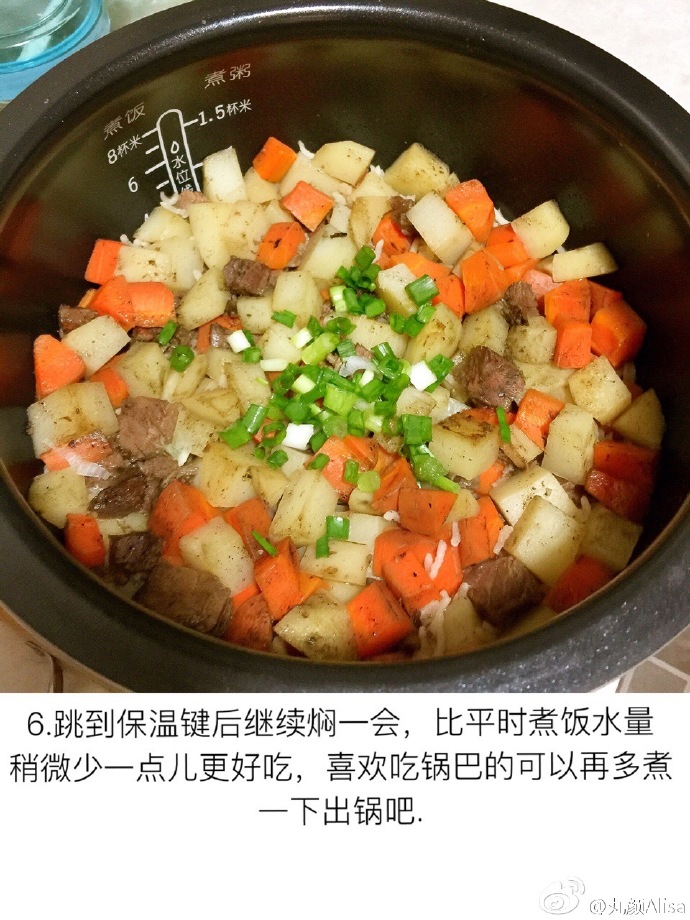 煮饭
煮粥
8杯米
1.5杯米
6
水位线
6.跳到保温键后继续焖一会，比平时煮饭水量
稍微少一点儿更好吃，喜欢吃锅巴的可以再多煮
一下出锅吧.
@丸颜Alisa